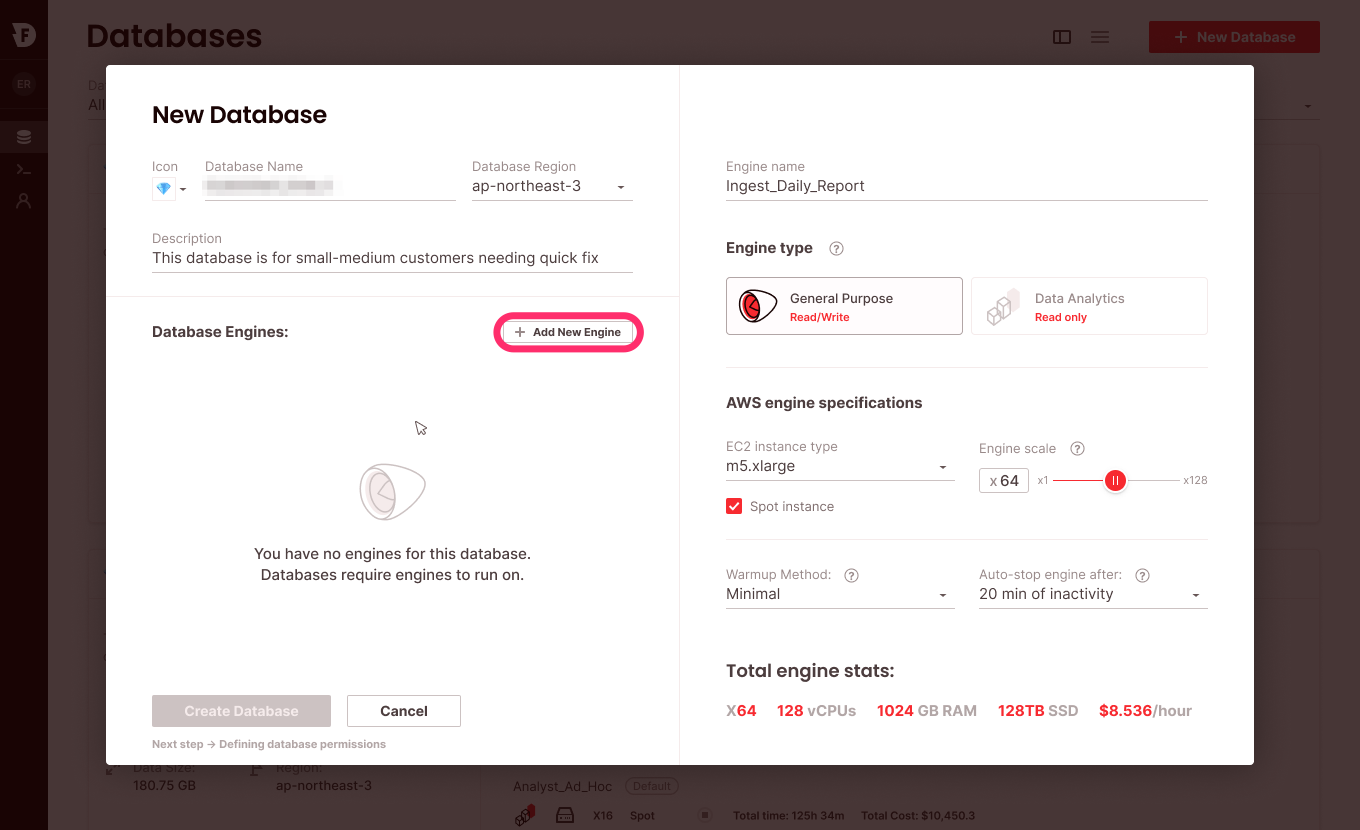 F
Databases
+ New Database
ER
Da
All
New Database
Icon
Database Name
Database Region
ap-northeast-3
Description
This database is for small-medium customers needing quick fix
Database Engines:
+ Add New Engine
You have no engines for this database.
Databases require engines to run on.
Create Database
Cancel
Next step → Defining database permissions
Engine name
Ingest_Daily_Report
Engine type ?
General Purpose
Read/Write
Data Analytics
Read only
AWS engine specifications
EC2 instance type
m5.xlarge
Spot instance
Engine scale ?
x 64 x1 x128
Warmup Method: ?
Minimal
Auto-stop engine after: ?
20 min of inactivity
Total engine stats:
X64 128 vCPUs 1024 GB RAM 128TB SSD $8.536/hour
Data Size:
180.75 GB
Region:
ap-northeast-3
Analyst_Ad_Hoc Default
X16 Spot Total time: 125h 34m Total Cost: $10,450.3